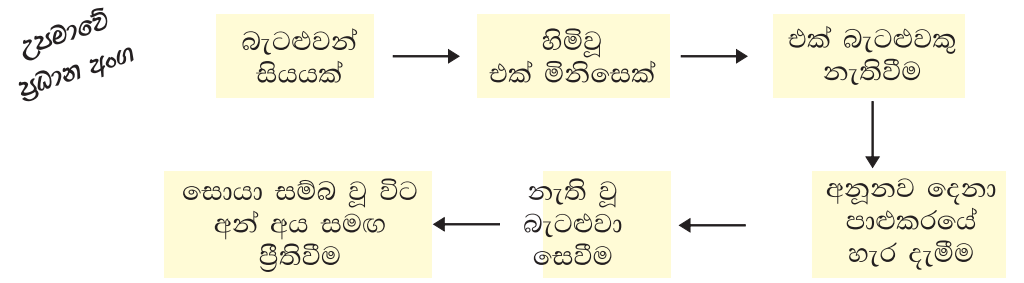 උපමාවේ
ප්‍රධාන අංග
බැටළුවන්
සියයක්
හිමිවූ
එක් මිනිසෙක්
එක් බැටළුවකු
නැතිවීම
අනූනව දෙනා
පාළුකරයේ
හැර දැමීම
නැති වූ
බැටළුවා
සෙවීම
සොයා සම්බ වූ විට
අන් අය සමඟ
ප්‍රීතිවීම